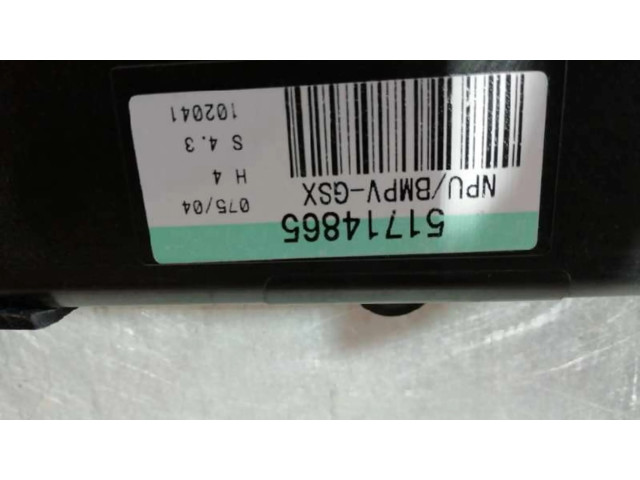 51714865
NPU/BMPV-GSX
075/04
H 4
S 4.3
102041